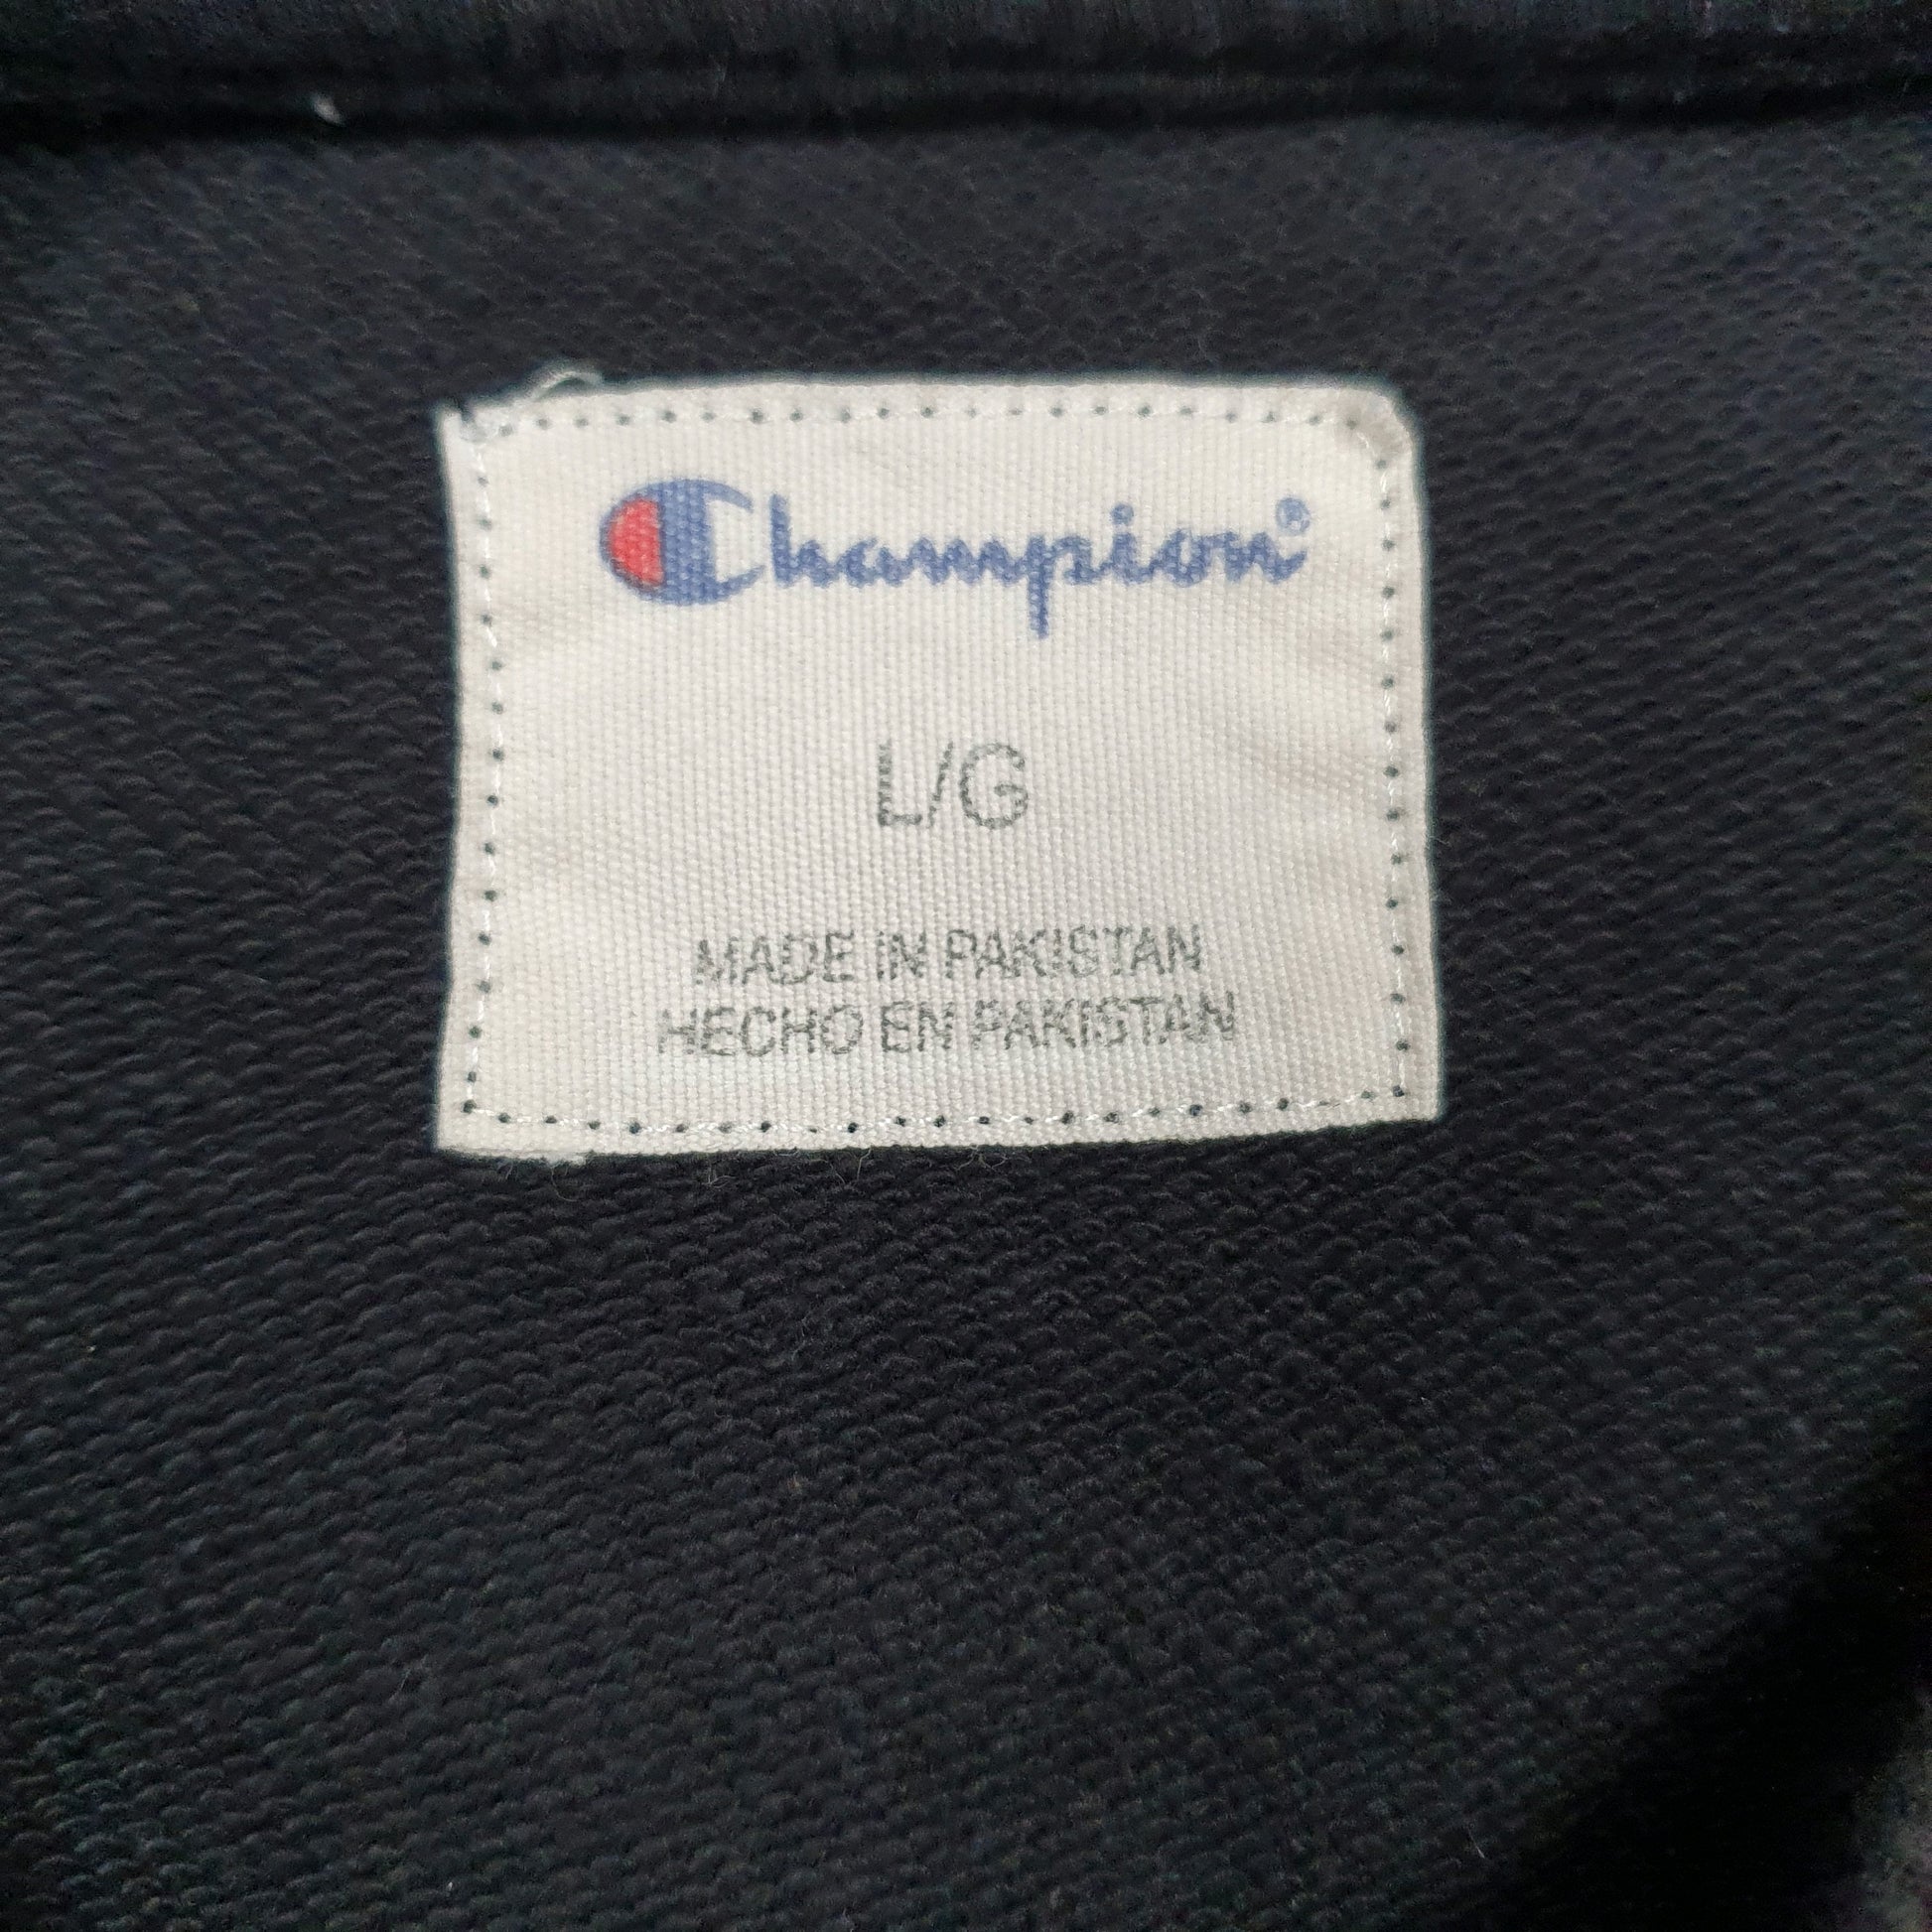 Champion®
L/G
MADE IN PAKISTAN
HECHO EN PAKISTAN